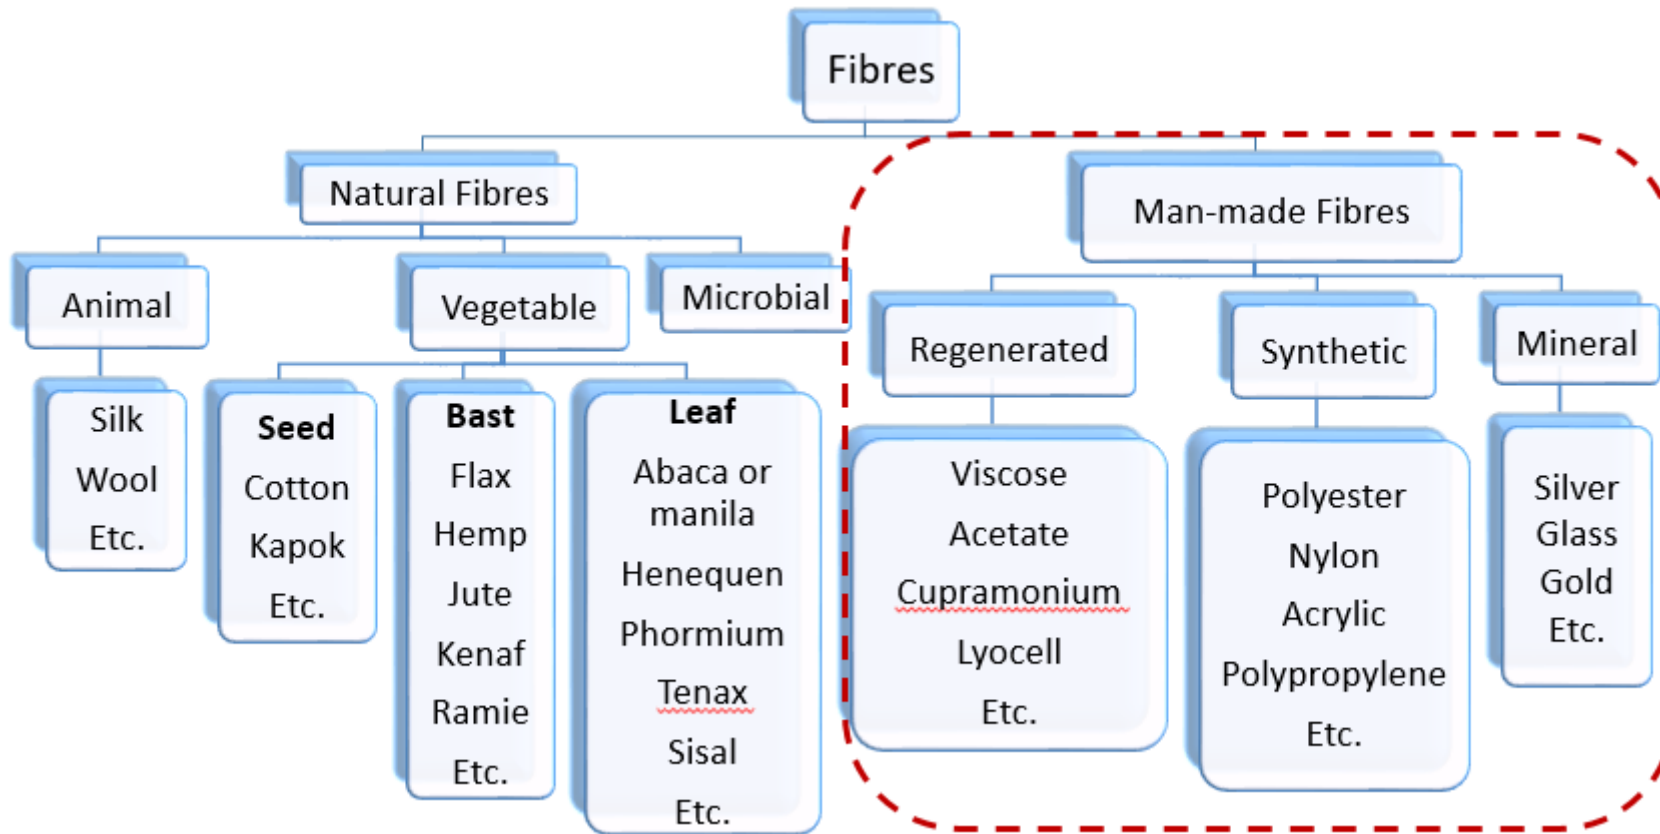 Fibres
Natural Fibres
Man-made Fibres
Animal
Vegetable
Microbial
Regenerated
Synthetic
Mineral
Silk
Wool
Etc.
Seed
Cotton
Kapok
Etc.
Bast
Flax
Hemp
Jute
Kenaf
Ramie
Etc.
Leaf
Abaca or
manila
Henequen
Phormium
Tenax
Sisal
Etc.
Viscose
Acetate
Cupramonium
Lyocell
Etc.
Polyester
Nylon
Acrylic
Polypropylene
Etc.
Silver
Glass
Gold
Etc.